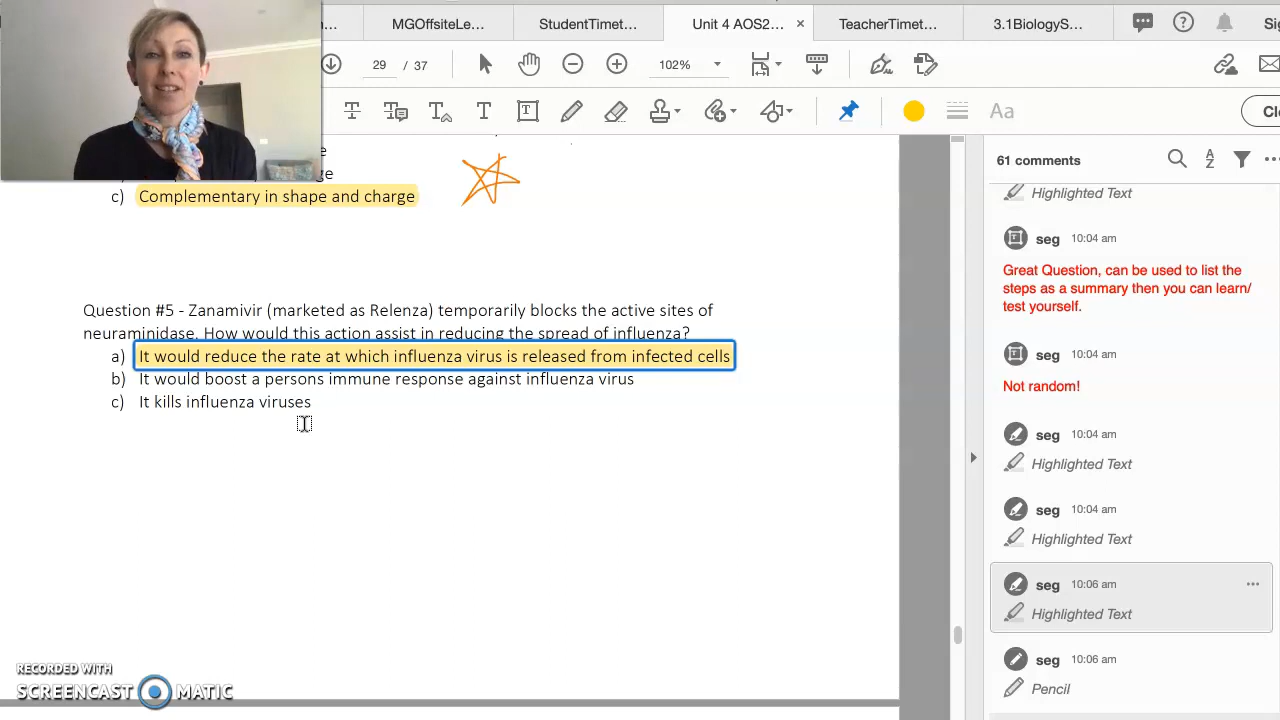 MGOffsiteLe...
StudentTimet...
Unit 4 AOS2...
×
TeacherTimet...
3.1BiologyS...
29 / 37
102%
Aa
61 comments
c) Complementary in shape and charge
Question #5 - Zanamivir (marketed as Relenza) temporarily blocks the active sites of
neuraminidase. How would this action assist in reducing the spread of influenza?
a) It would reduce the rate at which influenza virus is released from infected cells
b) It would boost a persons immune response against influenza virus
c) It kills influenza viruses
Highlighted Text
seg 10:04 am
Great Question, can be used to list the
steps as a summary then you can learn/
test yourself.
seg 10:04 am
Not random!
seg 10:04 am
Highlighted Text
seg 10:04 am
Highlighted Text
seg 10:06 am
Highlighted Text
seg 10:06 am
Pencil
RECORDED WITH
SCREENCAST MATIC